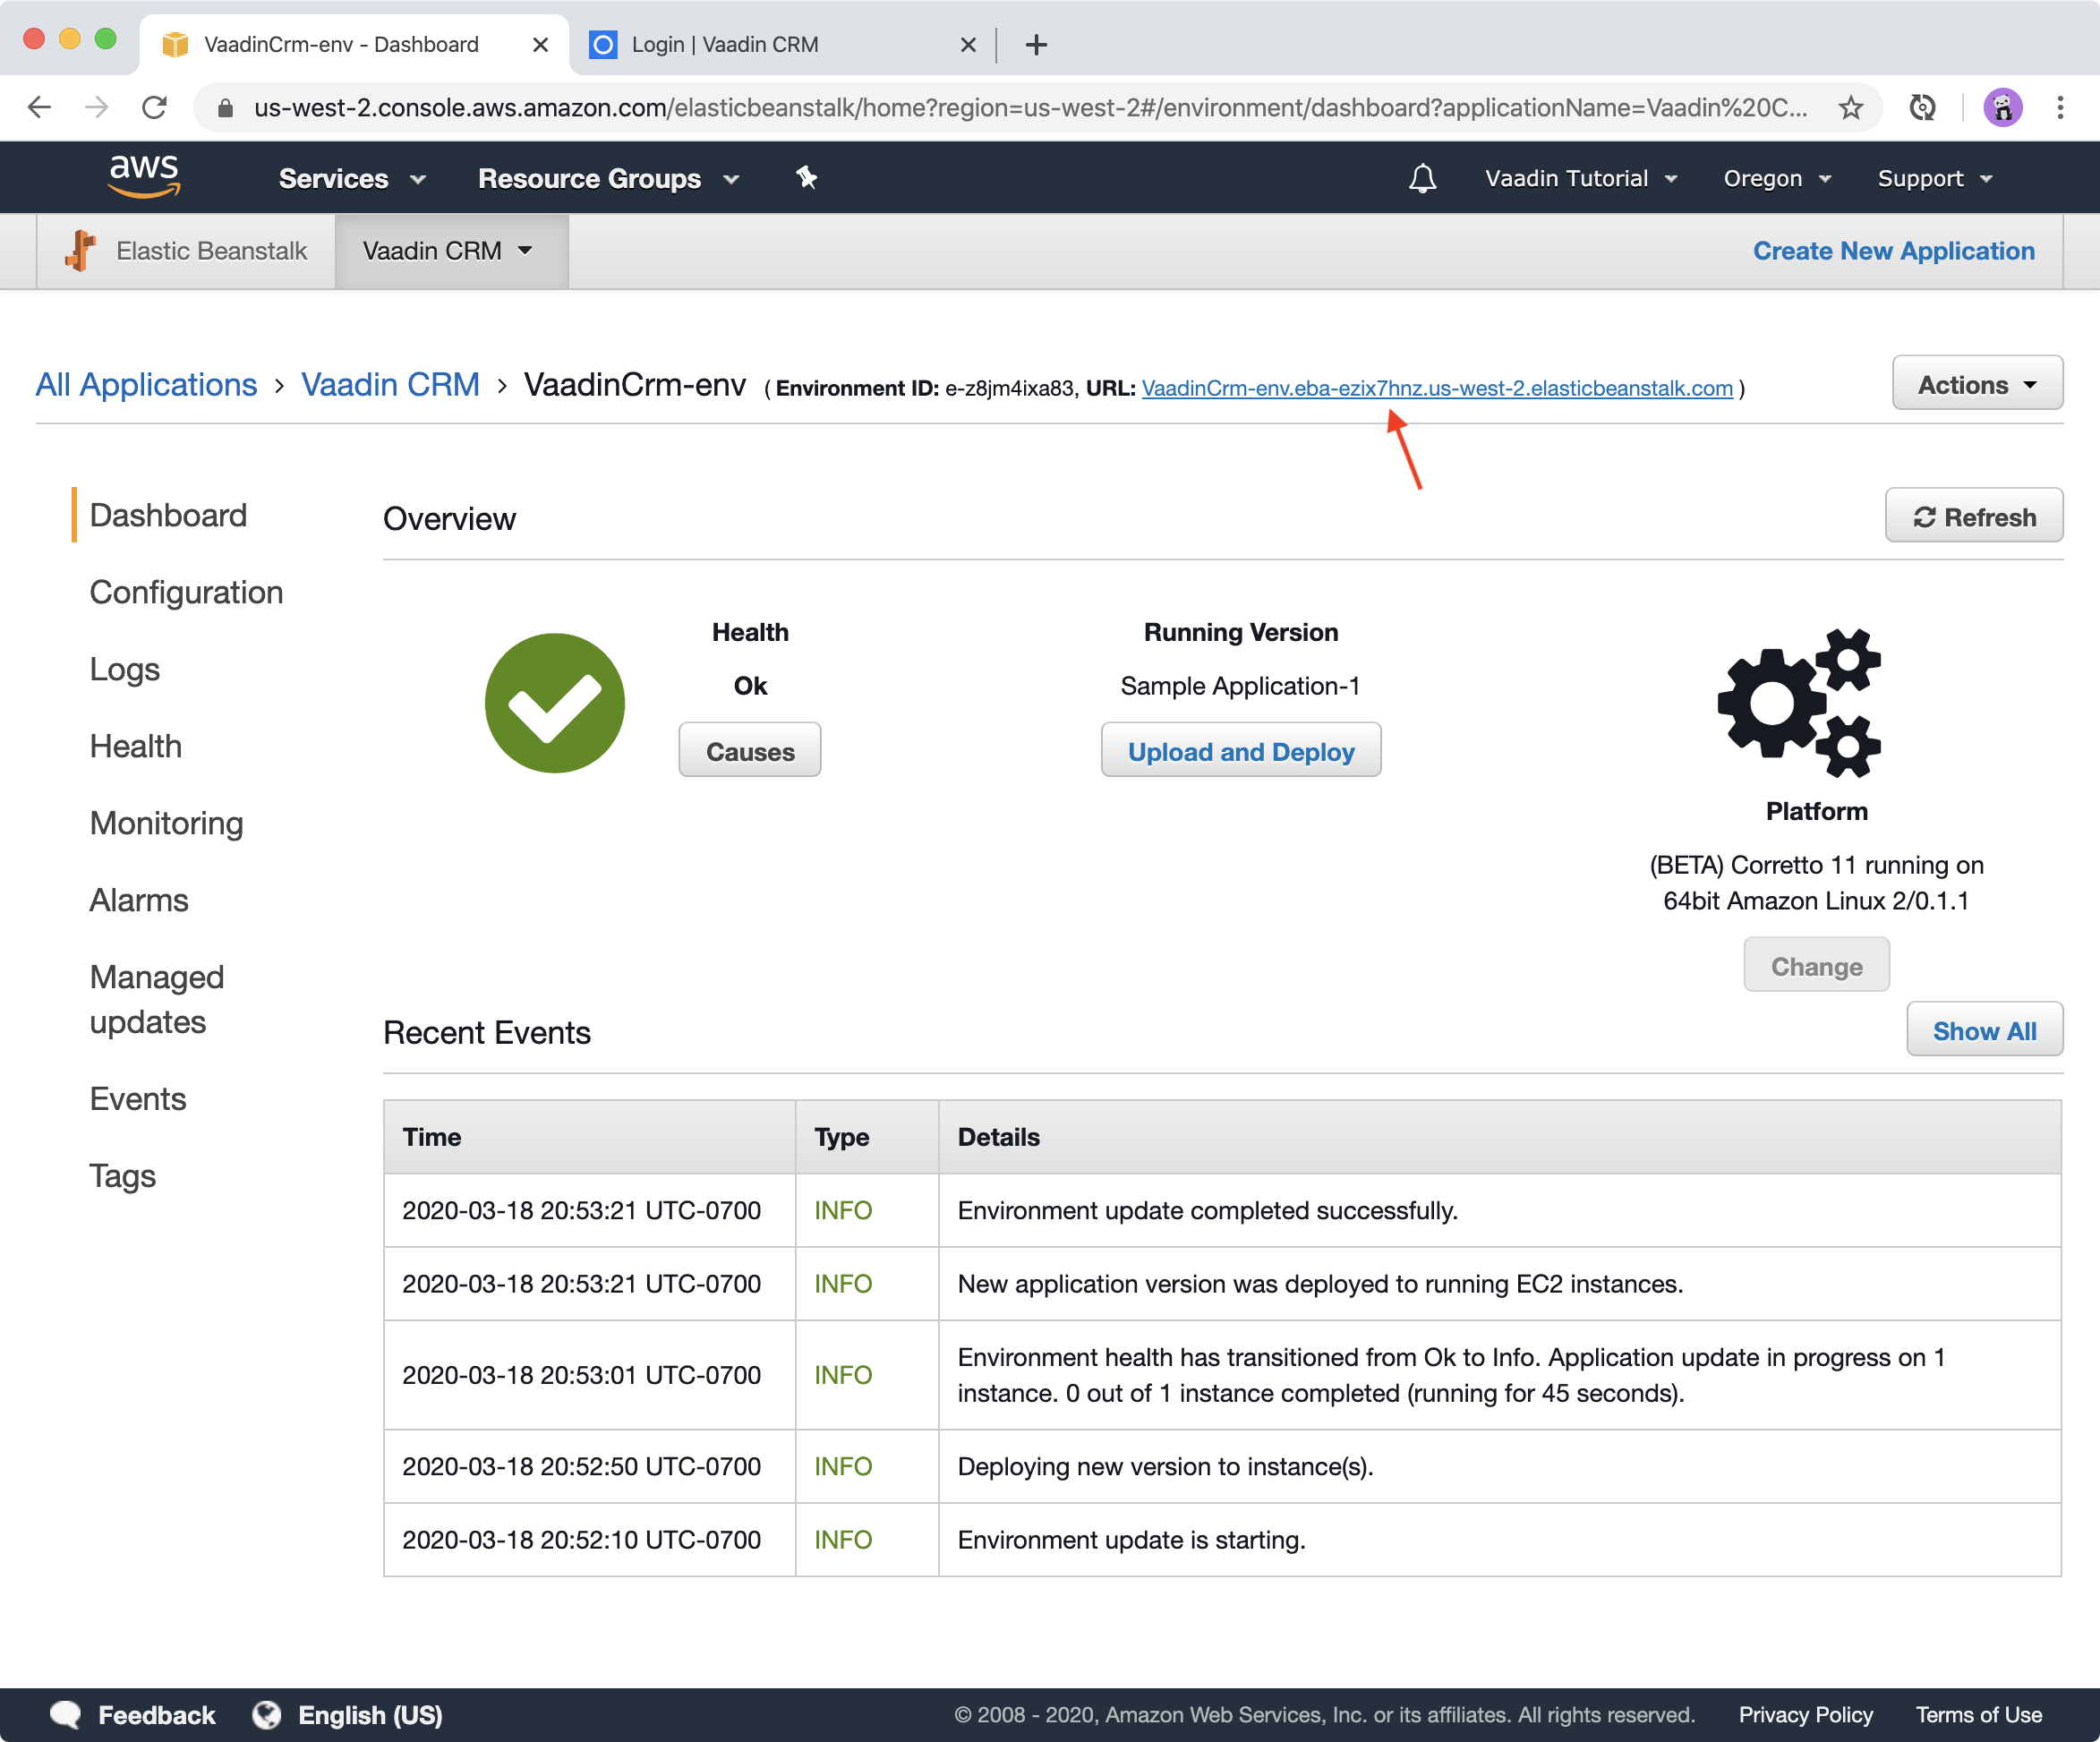 VaadinCrm-env - Dashboard
Login | Vaadin CRM
us-west-2.console.aws.amazon.com/elasticbeanstalk/home?region=us-west-2#/environment/dashboard?applicationName=Vaadin%20C...
aws
Services
Resource Groups
Vaadin Tutorial
Oregon
Support
Elastic Beanstalk
Vaadin CRM
Create New Application
All Applications > Vaadin CRM > VaadinCrm-env ( Environment ID: e-z8jm4ixa83, URL: VaadinCrm-env.eba-ezix7hnz.us-west-2.elasticbeanstalk.com )
Actions
Dashboard
Configuration
Logs
Health
Monitoring
Alarms
Managed
updates
Events
Tags
Overview
Refresh
Health
Ok
Causes
Running Version
Sample Application-1
Upload and Deploy
Platform
(BETA) Corretto 11 running on
64bit Amazon Linux 2/0.1.1
Change
Recent Events
Show All
Time Type Details
2020-03-18 20:53:21 UTC-0700 INFO Environment update completed successfully.
2020-03-18 20:53:21 UTC-0700 INFO New application version was deployed to running EC2 instances.
2020-03-18 20:53:01 UTC-0700 INFO Environment health has transitioned from Ok to Info. Application update in progress on 1
instance. 0 out of 1 instance completed (running for 45 seconds).
2020-03-18 20:52:50 UTC-0700 INFO Deploying new version to instance(s).
2020-03-18 20:52:10 UTC-0700 INFO Environment update is starting.
Feedback
English (US)
© 2008 - 2020, Amazon Web Services, Inc. or its affiliates. All rights reserved.
Privacy Policy
Terms of Use